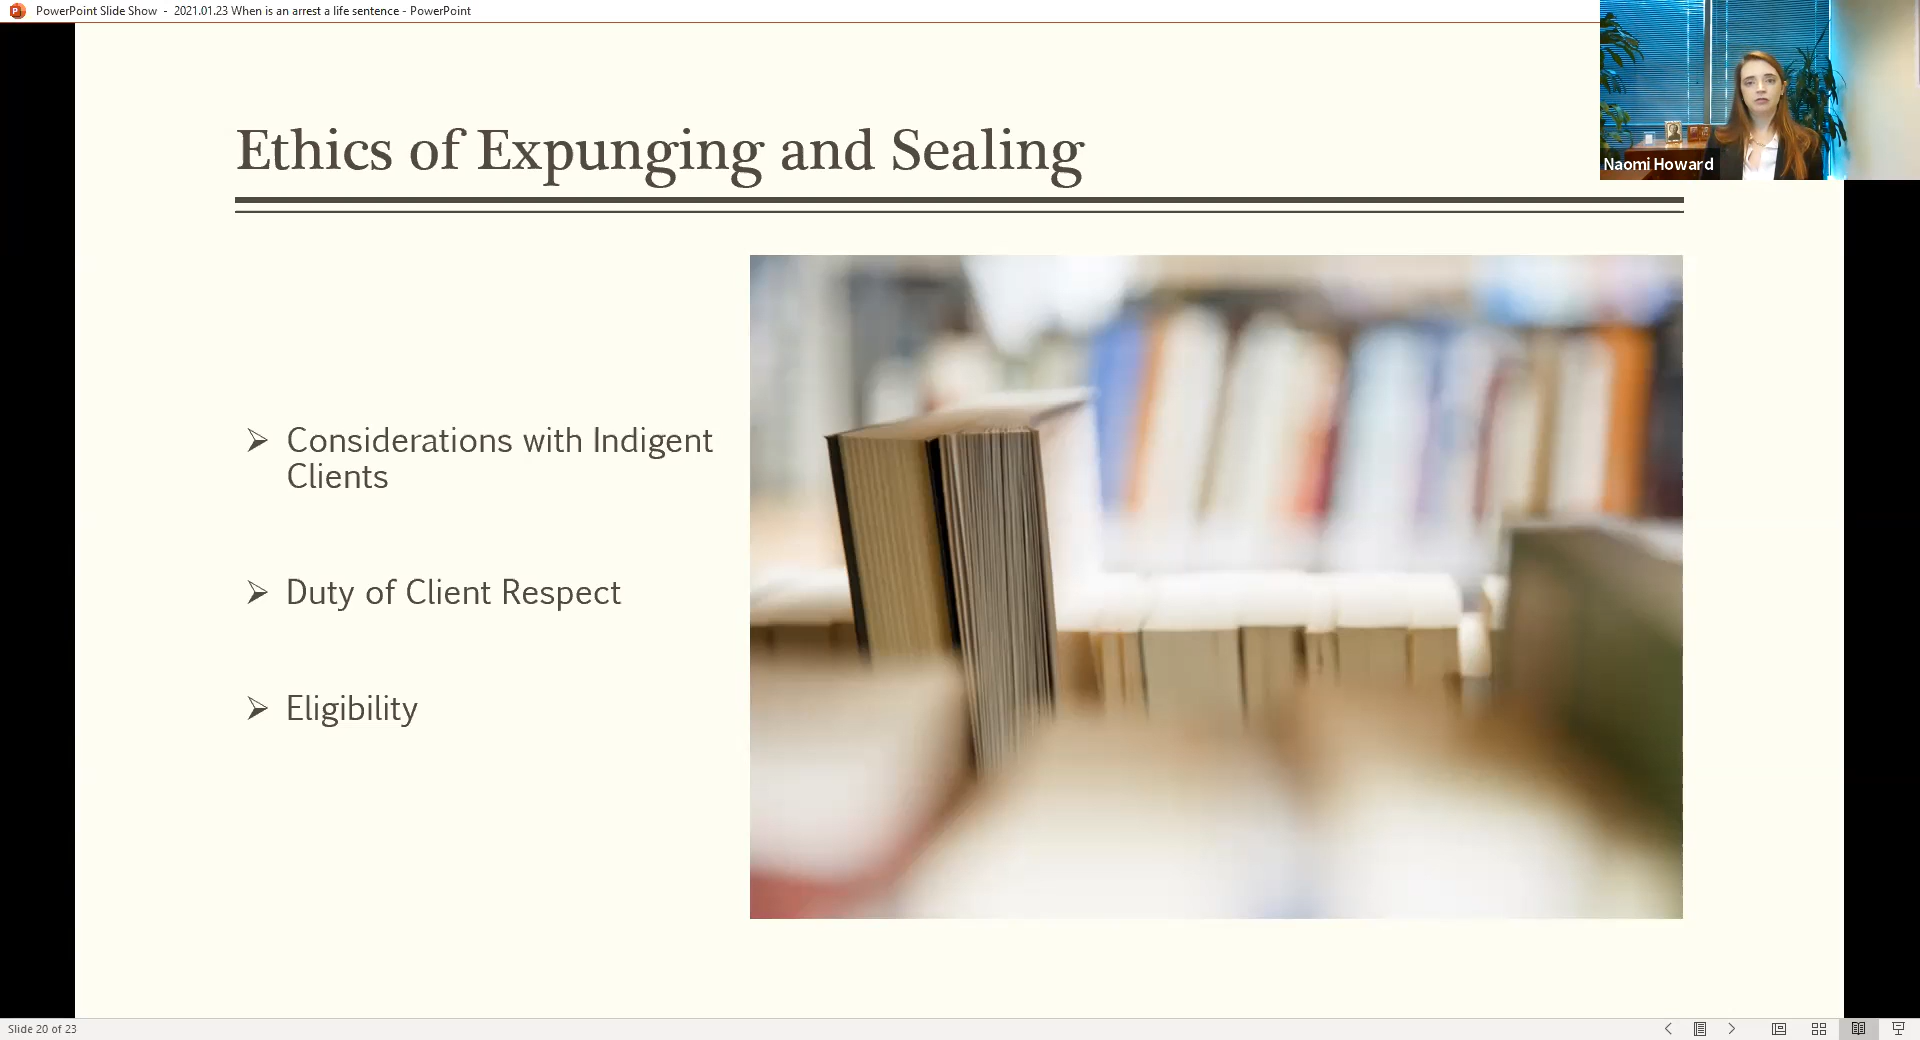 PowerPoint Slide Show - 2021.01.23 When is an arrest a life sentence - PowerPoint
Naomi Howard
Ethics of Expunging and Sealing
Considerations with Indigent
Clients
Duty of Client Respect
Eligibility
Slide 20 of 23